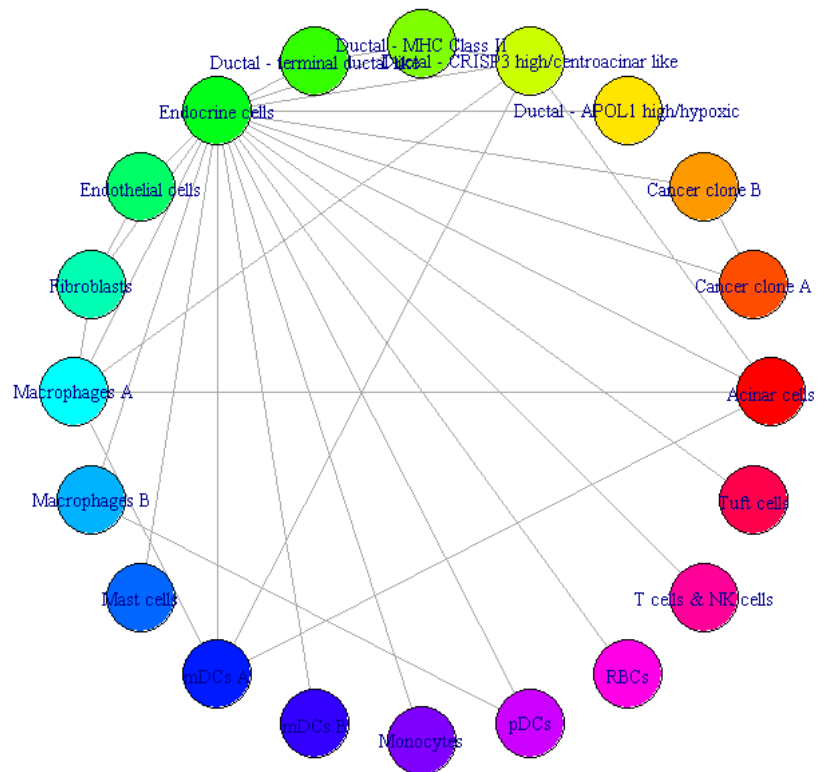 Ductal - MHC Class II
Ductal - terminal ductal like
Ductal - CRISP3 high/centroacinar like
Endocrine cells
Ductal - APOL1 high/hypoxic
Endothelial cells
Cancer clone B
Fibroblasts
Cancer clone A
Macrophages A
Acinar cells
Macrophages B
Tuft cells
Mast cells
T cells & NK cells
mDCs A
RBCs
mDCs B
pDCs
Monocytes